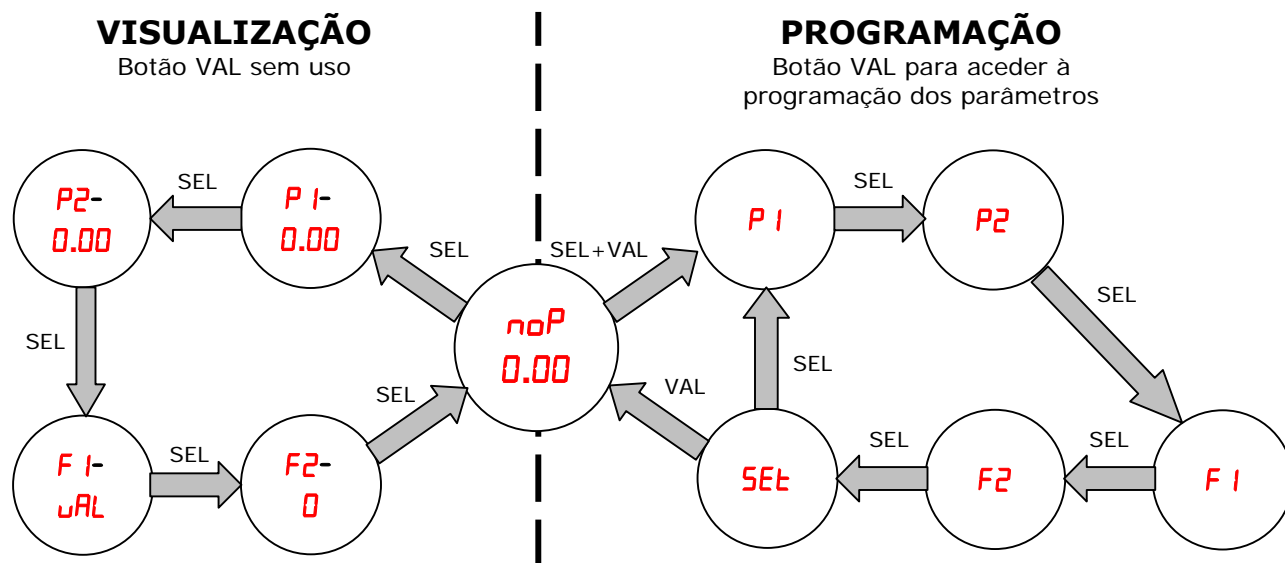 VISUALIZAÇÃO
Botão VAL sem uso
PROGRAMAÇÃO
Botão VAL para aceder à
programação dos parâmetros
P2-
0.00
SEL
P1-
0.00
SEL
SEL
F1-
vAL
SEL
F2-
0
SEL
noP
0.00
SEL+VAL
P1
SEL
P2
SEL
F1
SEL
F2
SEL
SEt
SEL
VAL